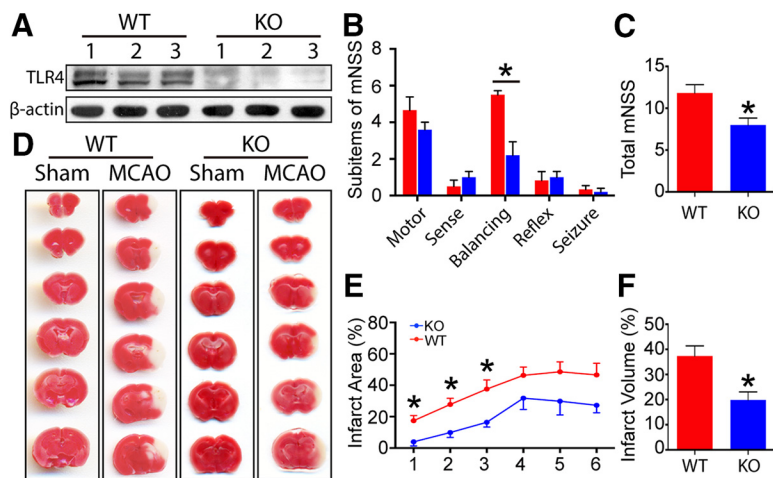 A
WT KO
1 2 3 1 2 3
TLR4
β-actin
B
Subitems of mNSS
8
6
4
2
0
*
Motor
Sense
Balancing
Reflex
Seizure
C
Total mNSS
15
10
5
0
*
WT KO
D
WT KO
Sham MCAO Sham MCAO
E
Infarct Area (%)
80
60
40
20
0
KO
WT
* * *
1 2 3 4 5 6
F
Infarct Volume (%)
50
40
30
20
10
0
*
WT KO